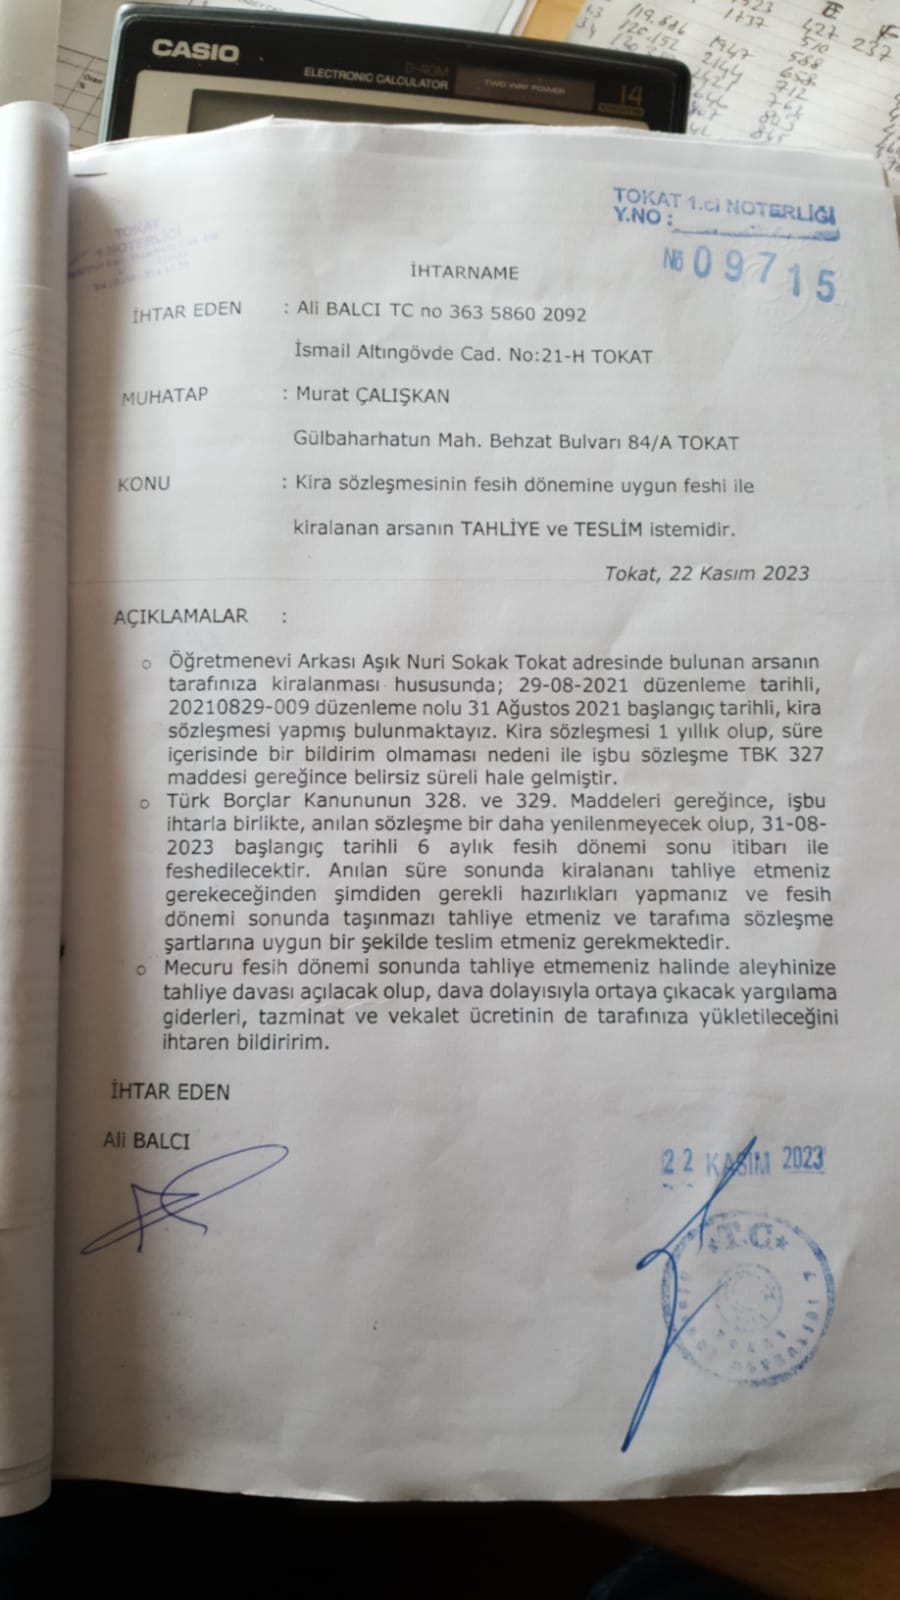 CASIO
D-40M
ELECTRONIC CALCULATOR
TWO WAY POWER
14
TOKAT 1.ci NOTERLİĞİ
Y.NO :
No 09715
TOKAT
1.NOTERLİĞİ
İHTARNAME
İHTAR EDEN : Ali BALCI TC no 363 5860 2092
İsmail Altıngövde Cad. No:21-H TOKAT
MUHATAP : Murat ÇALIŞKAN
Gülbaharhatun Mah. Behzat Bulvarı 84/A TOKAT
KONU : Kira sözleşmesinin fesih dönemine uygun feshi ile
kiralanan arsanın TAHLİYE ve TESLİM istemidir.
Tokat, 22 Kasım 2023
AÇIKLAMALAR :
o Öğretmenevi Arkası Aşık Nuri Sokak Tokat adresinde bulunan arsanın
tarafınıza kiralanması hususunda; 29-08-2021 düzenleme tarihli,
20210829-009 düzenleme nolu 31 Ağustos 2021 başlangıç tarihli, kira
sözleşmesi yapmış bulunmaktayız. Kira sözleşmesi 1 yıllık olup, süre
içerisinde bir bildirim olmaması nedeni ile işbu sözleşme TBK 327
maddesi gereğince belirsiz süreli hale gelmiştir.
o Türk Borçlar Kanununun 328. ve 329. Maddeleri gereğince, işbu
ihtarla birlikte, anılan sözleşme bir daha yenilenmeyecek olup, 31-08-
2023 başlangıç tarihli 6 aylık fesih dönemi sonu itibarı ile
feshedilecektir. Anılan süre sonunda kiralananı tahliye etmeniz
gerekeceğinden şimdiden gerekli hazırlıkları yapmanız ve fesih
dönemi sonunda taşınmazı tahliye etmeniz ve tarafıma sözleşme
şartlarına uygun bir şekilde teslim etmeniz gerekmektedir.
o Mecuru fesih dönemi sonunda tahliye etmemeniz halinde aleyhinize
tahliye davası açılacak olup, dava dolayısıyla ortaya çıkacak yargılama
giderleri, tazminat ve vekalet ücretinin de tarafınıza yükletileceğini
ihtaren bildiririm.
İHTAR EDEN
Ali BALCI
22 KASIM 2023
T.C.